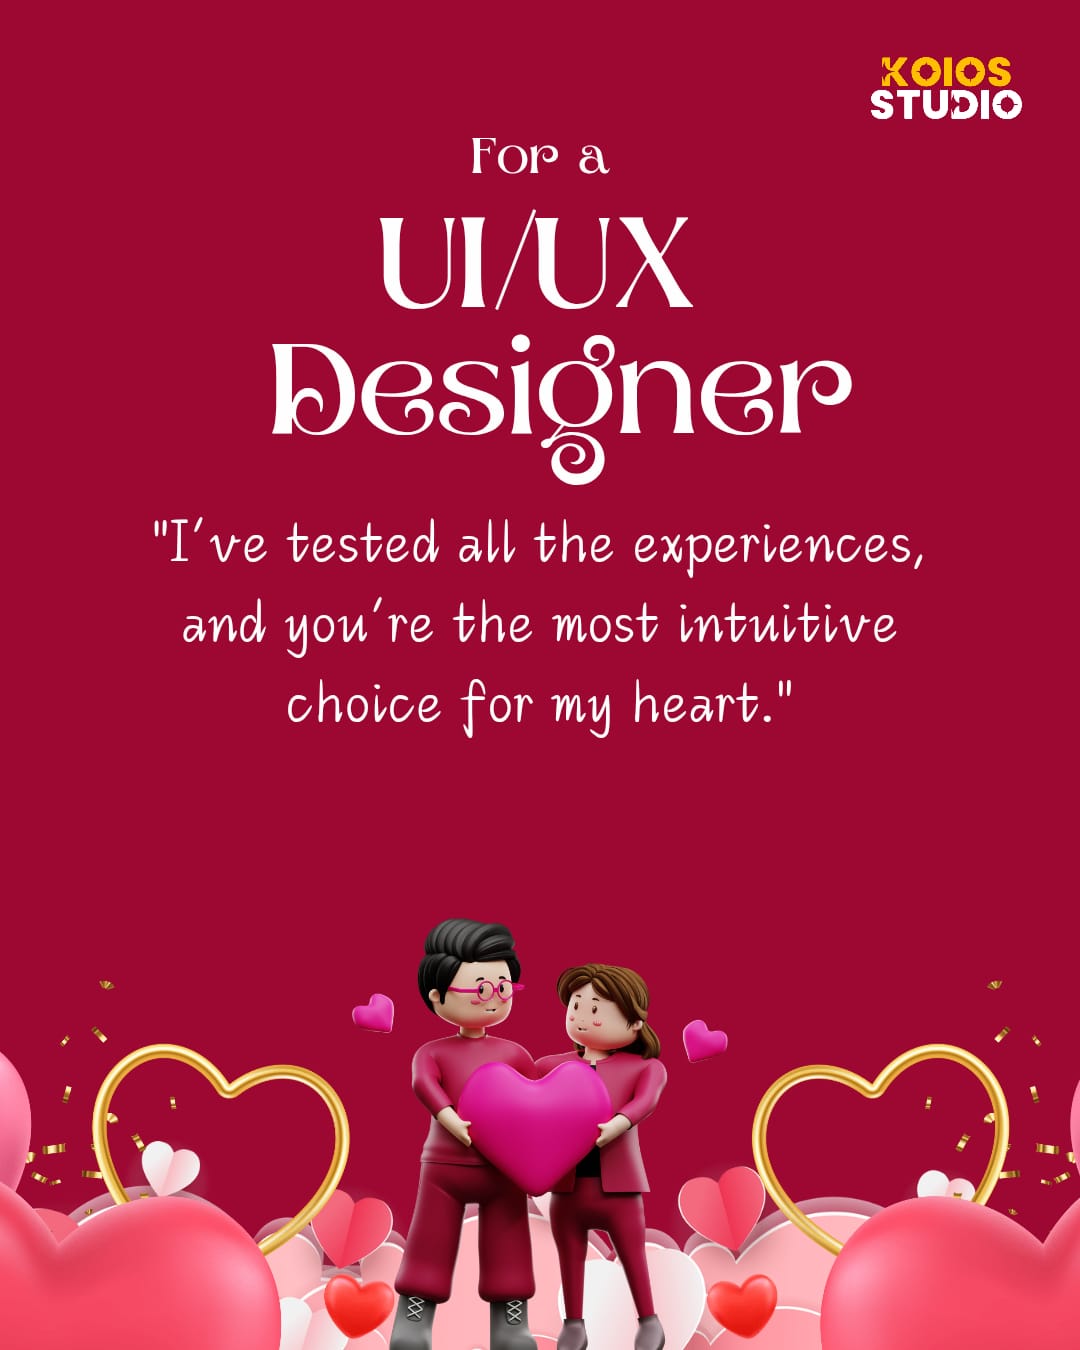 KOIOS
STUDIO
For a
UI/UX
Designer
"I've tested all the experiences,
and you're the most intuitive
choice for my heart."